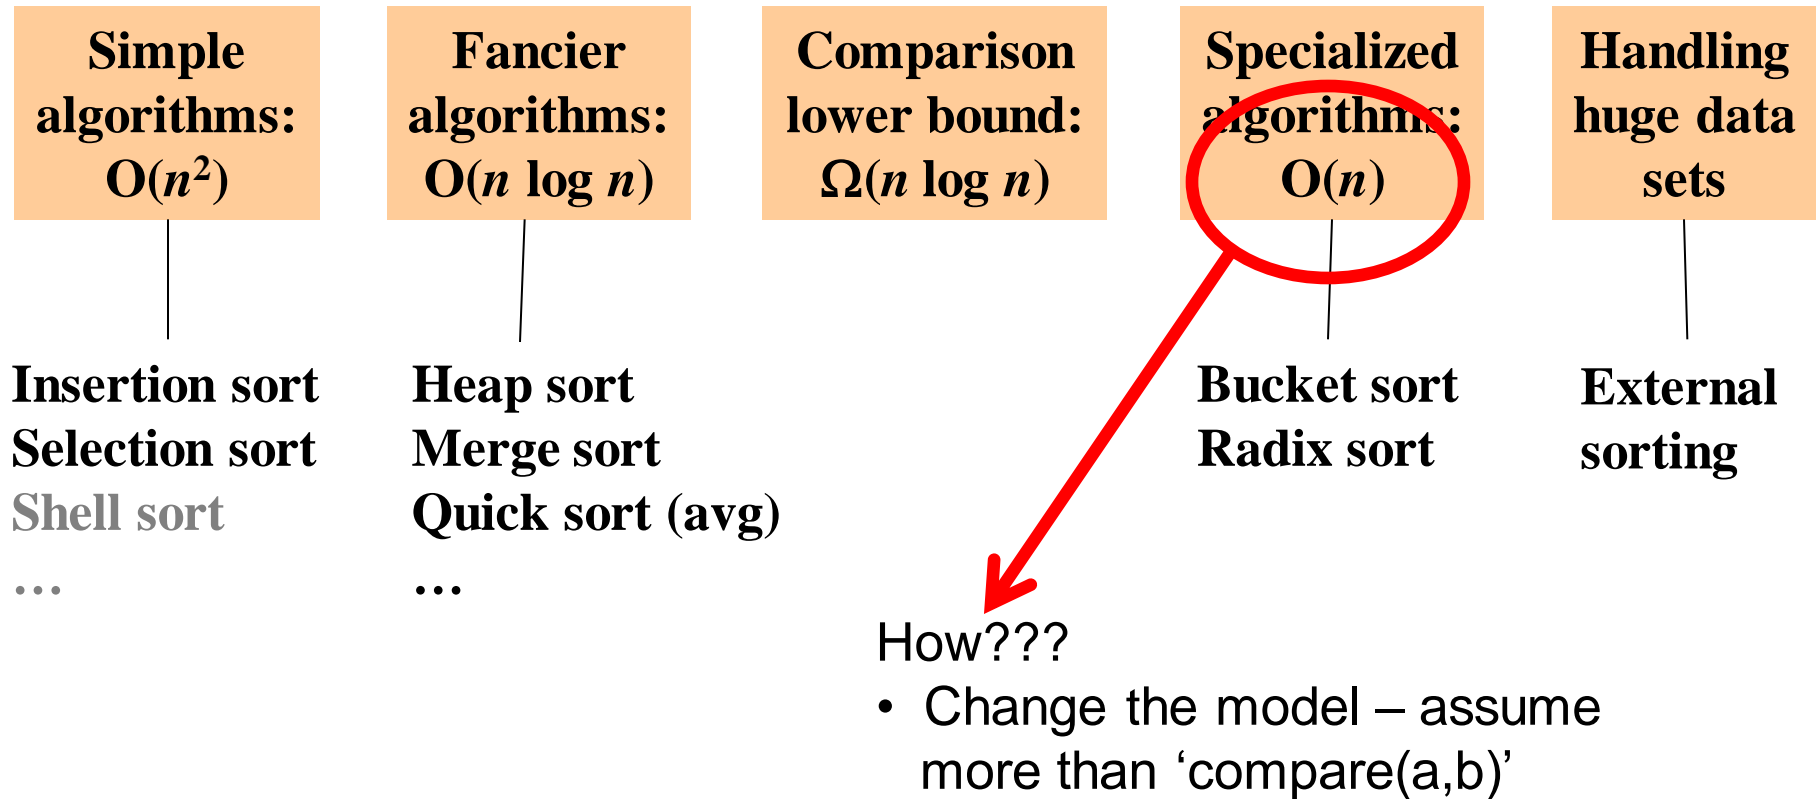 Simple
algorithms:
O(n²)
Fancier
algorithms:
O(n log n)
Comparison
lower bound:
Ω(n log n)
Specialized
algorithms:
O(n)
Handling
huge data
sets
Insertion sort
Selection sort
Shell sort
…
Heap sort
Merge sort
Quick sort (avg)
…
Bucket sort
Radix sort
External
sorting
How???
• Change the model – assume
more than ‘compare(a,b)’